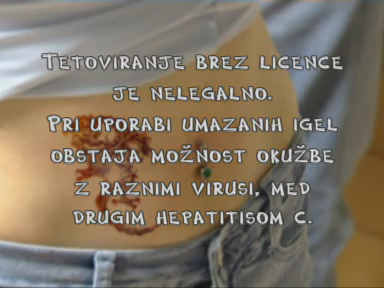 Tetoviranje brez licence
je nelegalno.
Pri uporabi umazanih igel
obstaja možnost okužbe
z raznimi virusi, med
drugim hepatitisom c.